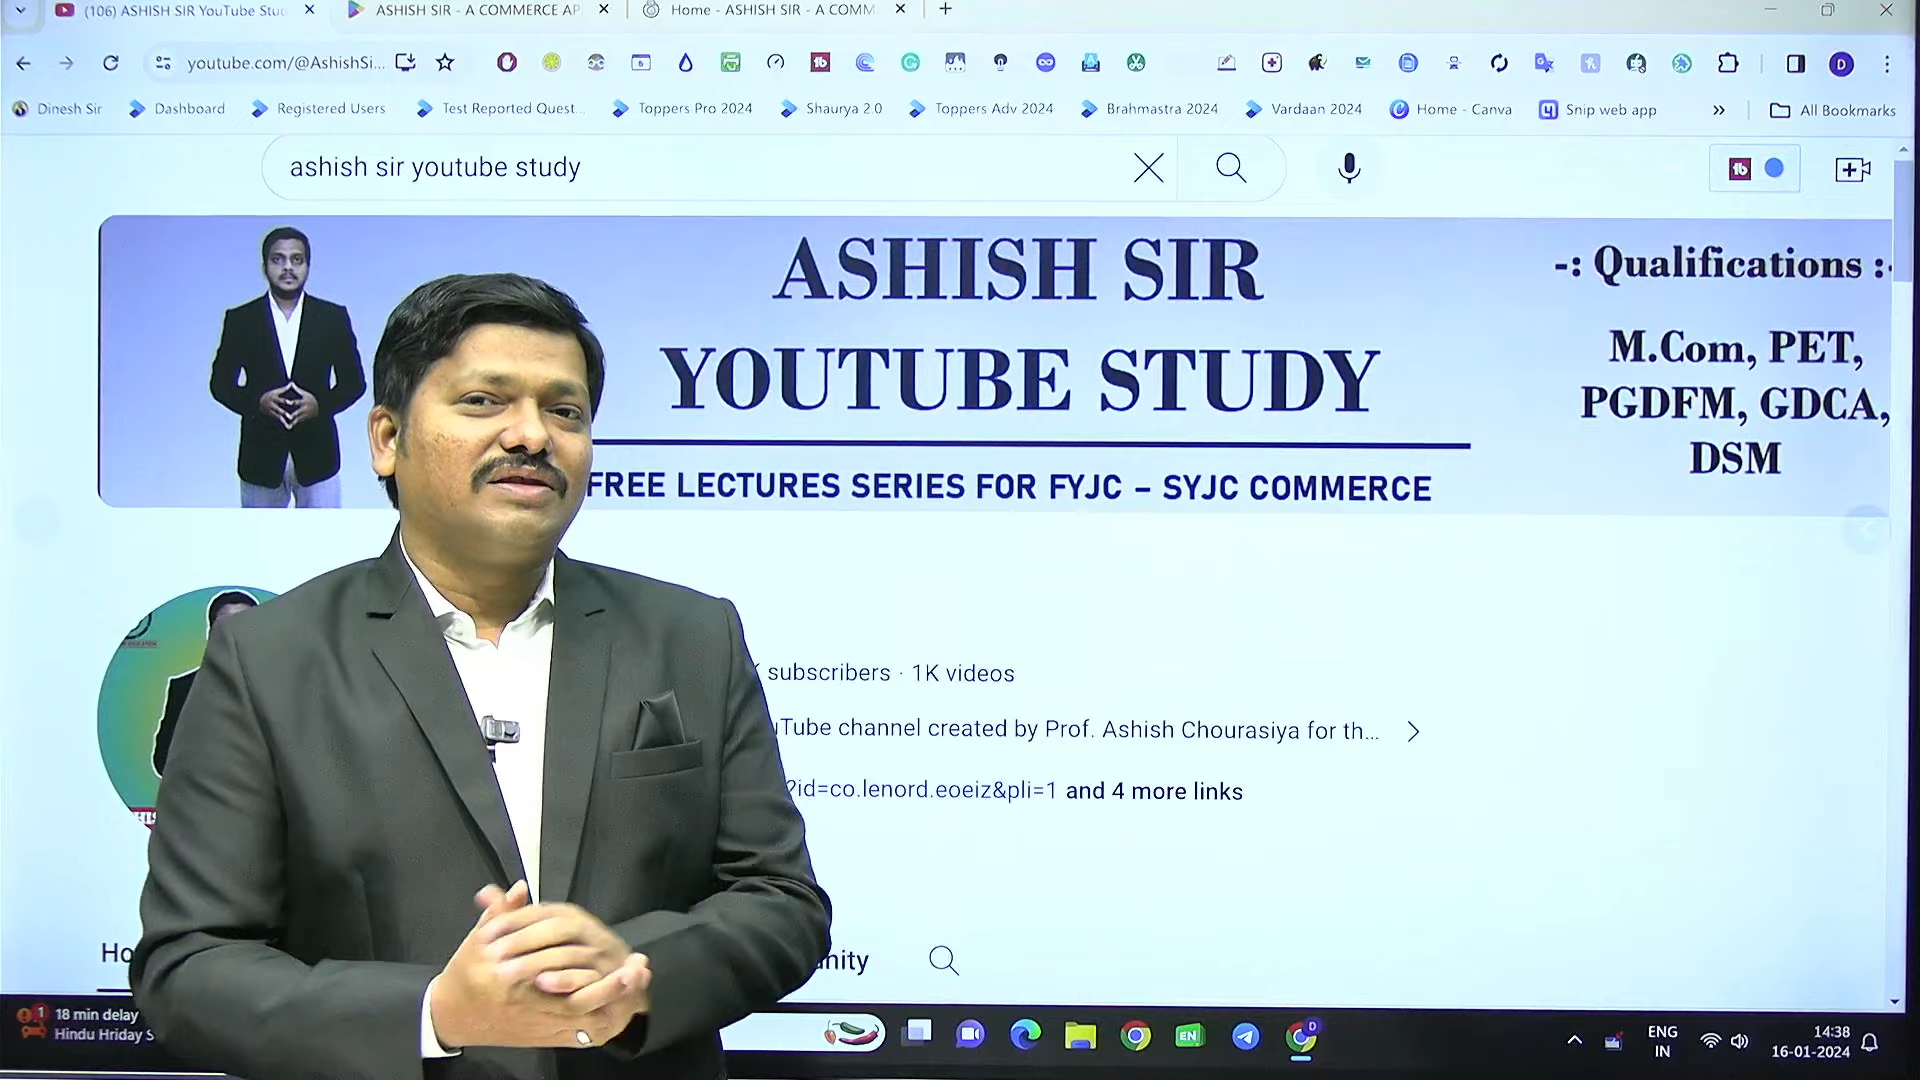 (106) ASHISH SIR YouTube Stu
ASHISH SIR - A COMMERCE AP
Home - ASHISH SIR - A COMM
youtube.com/@AshishSi...
Dinesh Sir
Dashboard
Registered Users
Test Reported Quest...
Toppers Pro 2024
Shaurya 2.0
Toppers Adv 2024
Brahmastra 2024
Vardaan 2024
Home - Canva
Snip web app
All Bookmarks
ashish sir youtube study
ASHISH SIR
YOUTUBE STUDY
FREE LECTURES SERIES FOR FYJC – SYJC COMMERCE
-: Qualifications :-
M.Com, PET,
PGDFM, GDCA,
DSM
subscribers · 1K videos
uTube channel created by Prof. Ashish Chourasiya for th...
?id=co.lenord.eoeiz&pli=1 and 4 more links
Ho
unity
1
18 min delay
Hindu Hriday S
EN
D
ENG
IN
14:38
16-01-2024